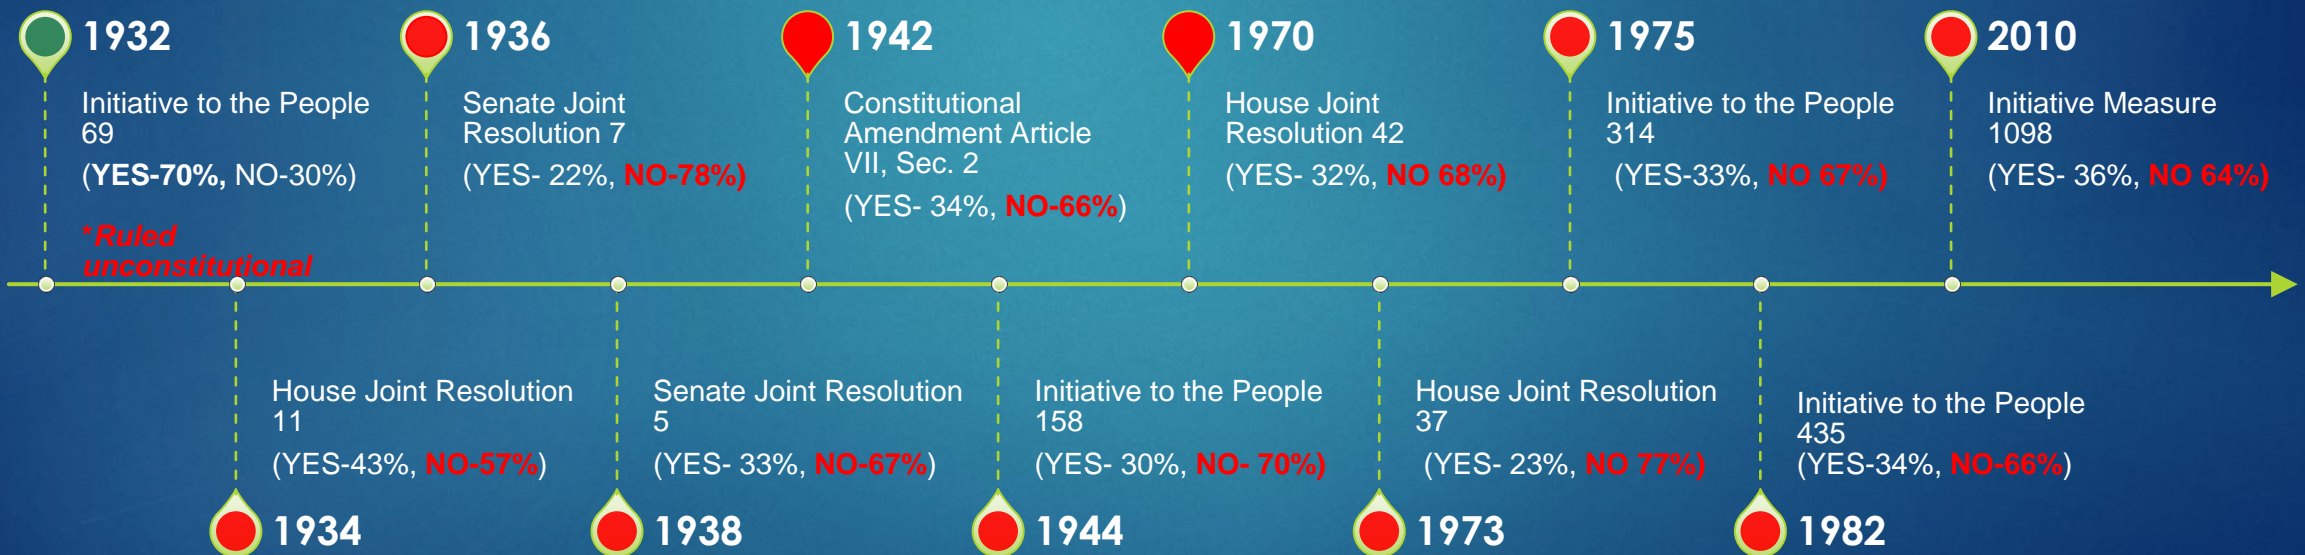 1932
Initiative to the People
69
(YES-70%, NO-30%)
*Ruled
unconstitutional
1936
Senate Joint
Resolution 7
(YES- 22%, NO-78%)
1942
Constitutional
Amendment Article
VII, Sec. 2
(YES- 34%, NO-66%)
1970
House Joint
Resolution 42
(YES- 32%, NO 68%)
1975
Initiative to the People
314
(YES-33%, NO 67%)
2010
Initiative Measure
1098
(YES- 36%, NO 64%)
House Joint Resolution
11
(YES-43%, NO-57%)
1934
Senate Joint Resolution
5
(YES- 33%, NO-67%)
1938
Initiative to the People
158
(YES- 30%, NO- 70%)
1944
House Joint Resolution
37
(YES- 23%, NO 77%)
1973
Initiative to the People
435
(YES-34%, NO-66%)
1982